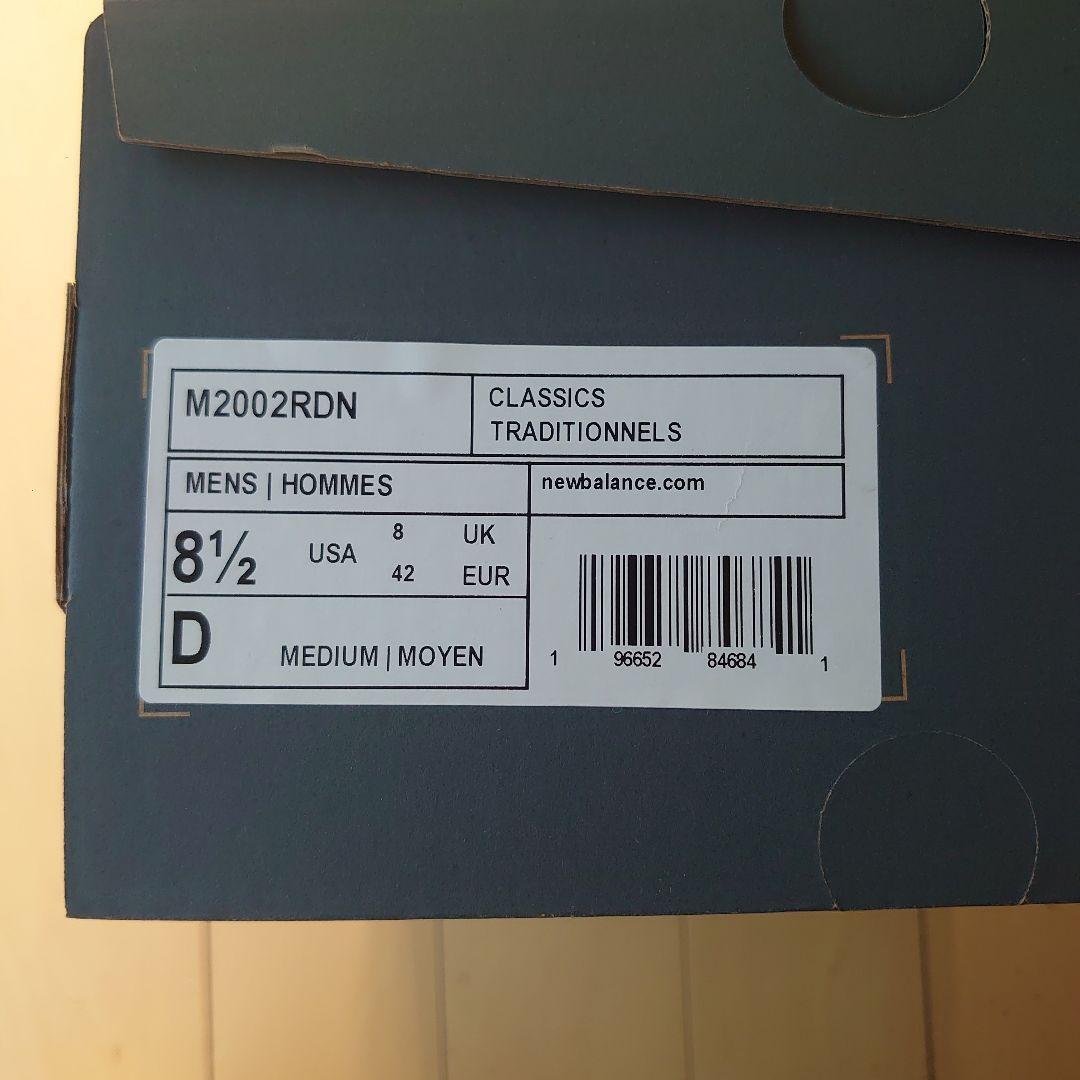 M2002RDN
CLASSICS
TRADITIONNELS
MENS | HOMMES
newbalance.com
8½ USA 8 UK
42 EUR
D MEDIUM | MOYEN
1 96652 84684 1